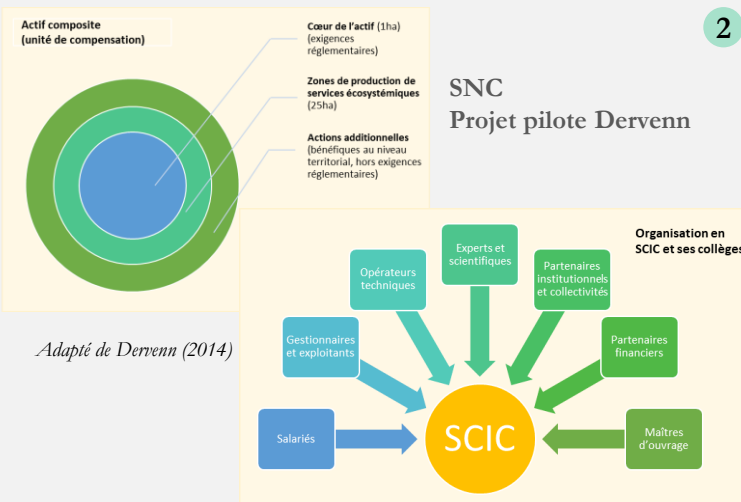 Actif composite
(unité de compensation)
Cœur de l'actif (1ha)
(exigences
réglementaires)
Zones de production de
services écosystémiques
(25ha)
Actions additionnelles
(bénéfiques au niveau
territorial, hors exigences
réglementaires)
2
SNC
Projet pilote Dervenn
Adapté de Dervenn (2014)
Organisation en
SCIC et ses collèges
Salariés
Gestionnaires
et exploitants
Opérateurs
techniques
Experts et
scientifiques
Partenaires
institutionnels
et collectivités
Partenaires
financiers
Maîtres
d'ouvrage
SCIC